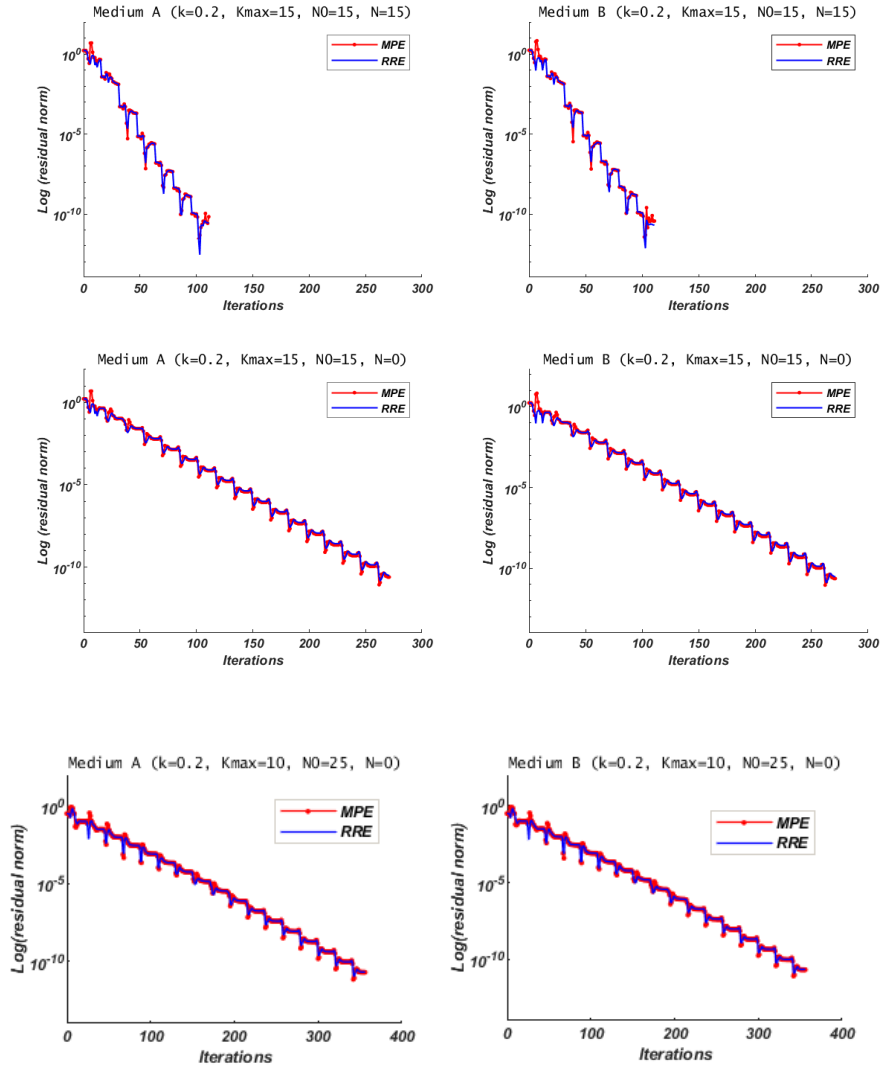 Medium A (k=0.2, Kmax=15, N0=15, N=15)
10^0
10^-5
10^-10
Log (residual norm)
0 50 100 150 200 250 300
Iterations
MPE
RRE
Medium B (k=0.2, Kmax=15, N0=15, N=15)
10^0
10^-5
10^-10
Log (residual norm)
0 50 100 150 200 250 300
Iterations
MPE
RRE
Medium A (k=0.2, Kmax=15, N0=15, N=0)
10^0
10^-5
10^-10
Log (residual norm)
0 50 100 150 200 250 300
Iterations
MPE
RRE
Medium B (k=0.2, Kmax=15, N0=15, N=0)
10^0
10^-5
10^-10
Log (residual norm)
0 50 100 150 200 250 300
Iterations
MPE
RRE
Medium A (k=0.2, Kmax=10, N0=25, N=0)
10^0
10^-5
10^-10
Log(residual norm)
0 100 200 300 400
Iterations
MPE
RRE
Medium B (k=0.2, Kmax=10, N0=25, N=0)
10^0
10^-5
10^-10
Log(residual norm)
0 100 200 300 400
Iterations
MPE
RRE